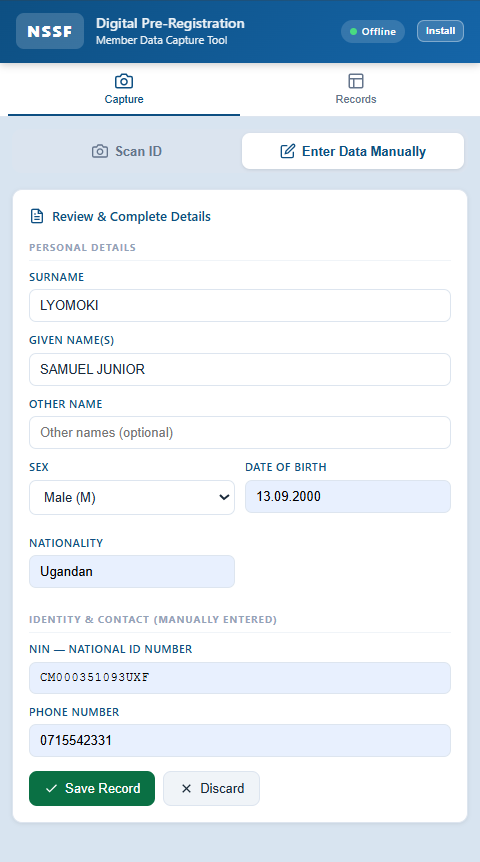 NSSF
Digital Pre-Registration
Member Data Capture Tool
Offline
Install
Capture
Records
Scan ID
Enter Data Manually
Review & Complete Details
PERSONAL DETAILS
SURNAME
LYOMOKI
GIVEN NAME(S)
SAMUEL JUNIOR
OTHER NAME
Other names (optional)
SEX
DATE OF BIRTH
Male (M)
13.09.2000
NATIONALITY
Ugandan
IDENTITY & CONTACT (MANUALLY ENTERED)
NIN — NATIONAL ID NUMBER
CM000351093UXF
PHONE NUMBER
0715542331
Save Record
Discard